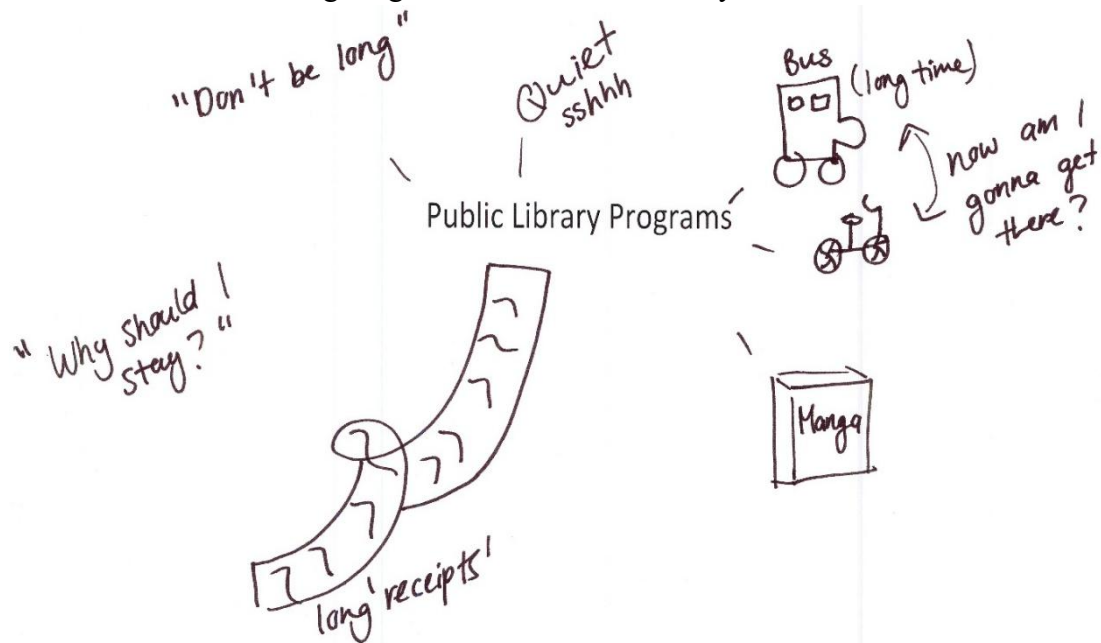 "Don't be long"
Quiet
sshhh
Bus
(long time)
how am I
gonna get
there?
Public Library Programs
"Why should I
stay?"
Manga
long 'receipts'